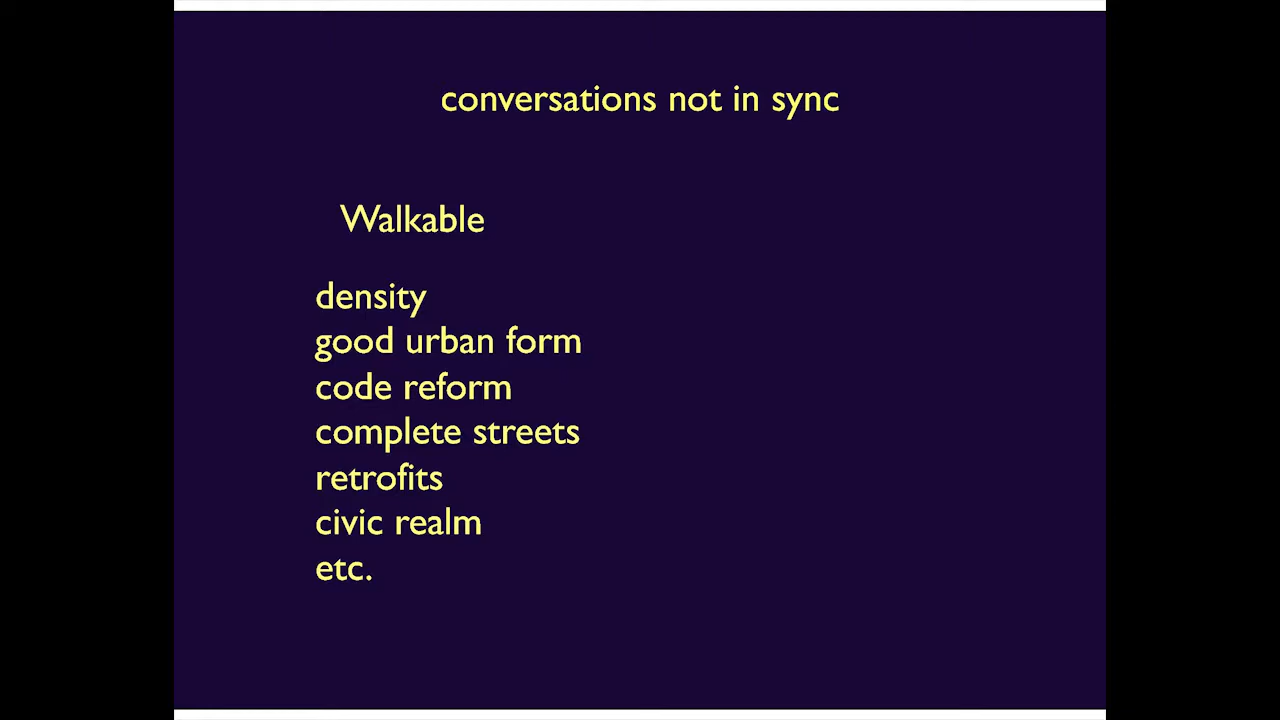 conversations not in sync
Walkable
density
good urban form
code reform
complete streets
retrofits
civic realm
etc.